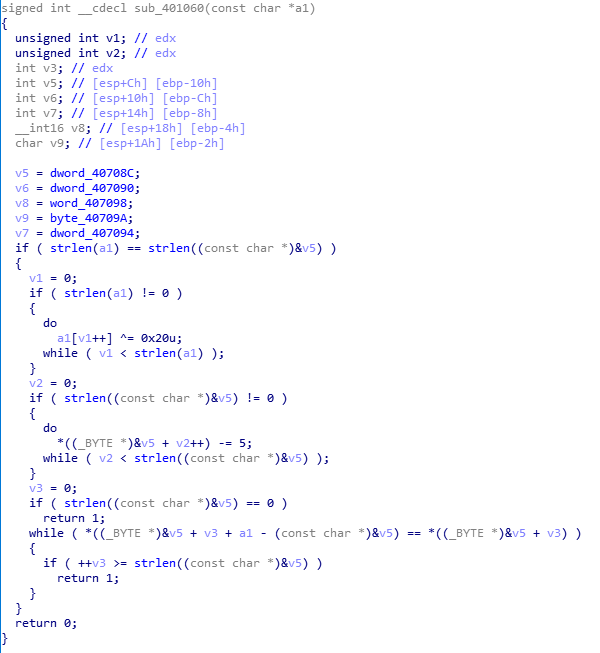 signed int __cdecl sub_401060(const char *a1)
{
  unsigned int v1; // edx
  unsigned int v2; // edx
  int v3; // edx
  int v5; // [esp+Ch] [ebp-10h]
  int v6; // [esp+10h] [ebp-Ch]
  int v7; // [esp+14h] [ebp-8h]
  __int16 v8; // [esp+18h] [ebp-4h]
  char v9; // [esp+1Ah] [ebp-2h]

  v5 = dword_40708C;
  v6 = dword_407090;
  v8 = word_407098;
  v9 = byte_40709A;
  v7 = dword_407094;
  if ( strlen(a1) == strlen((const char *)&v5) )
  {
    v1 = 0;
    if ( strlen(a1) != 0 )
    {
      do
        a1[v1++] ^= 0x20u;
      while ( v1 < strlen(a1) );
    }
    v2 = 0;
    if ( strlen((const char *)&v5) != 0 )
    {
      do
        *((_BYTE *)&v5 + v2++) -= 5;
      while ( v2 < strlen((const char *)&v5) );
    }
    v3 = 0;
    if ( strlen((const char *)&v5) == 0 )
      return 1;
    while ( *((_BYTE *)&v5 + v3 + a1 - (const char *)&v5) == *((_BYTE *)&v5 + v3) )
    {
      if ( ++v3 >= strlen((const char *)&v5) )
        return 1;
    }
  }
  return 0;
}